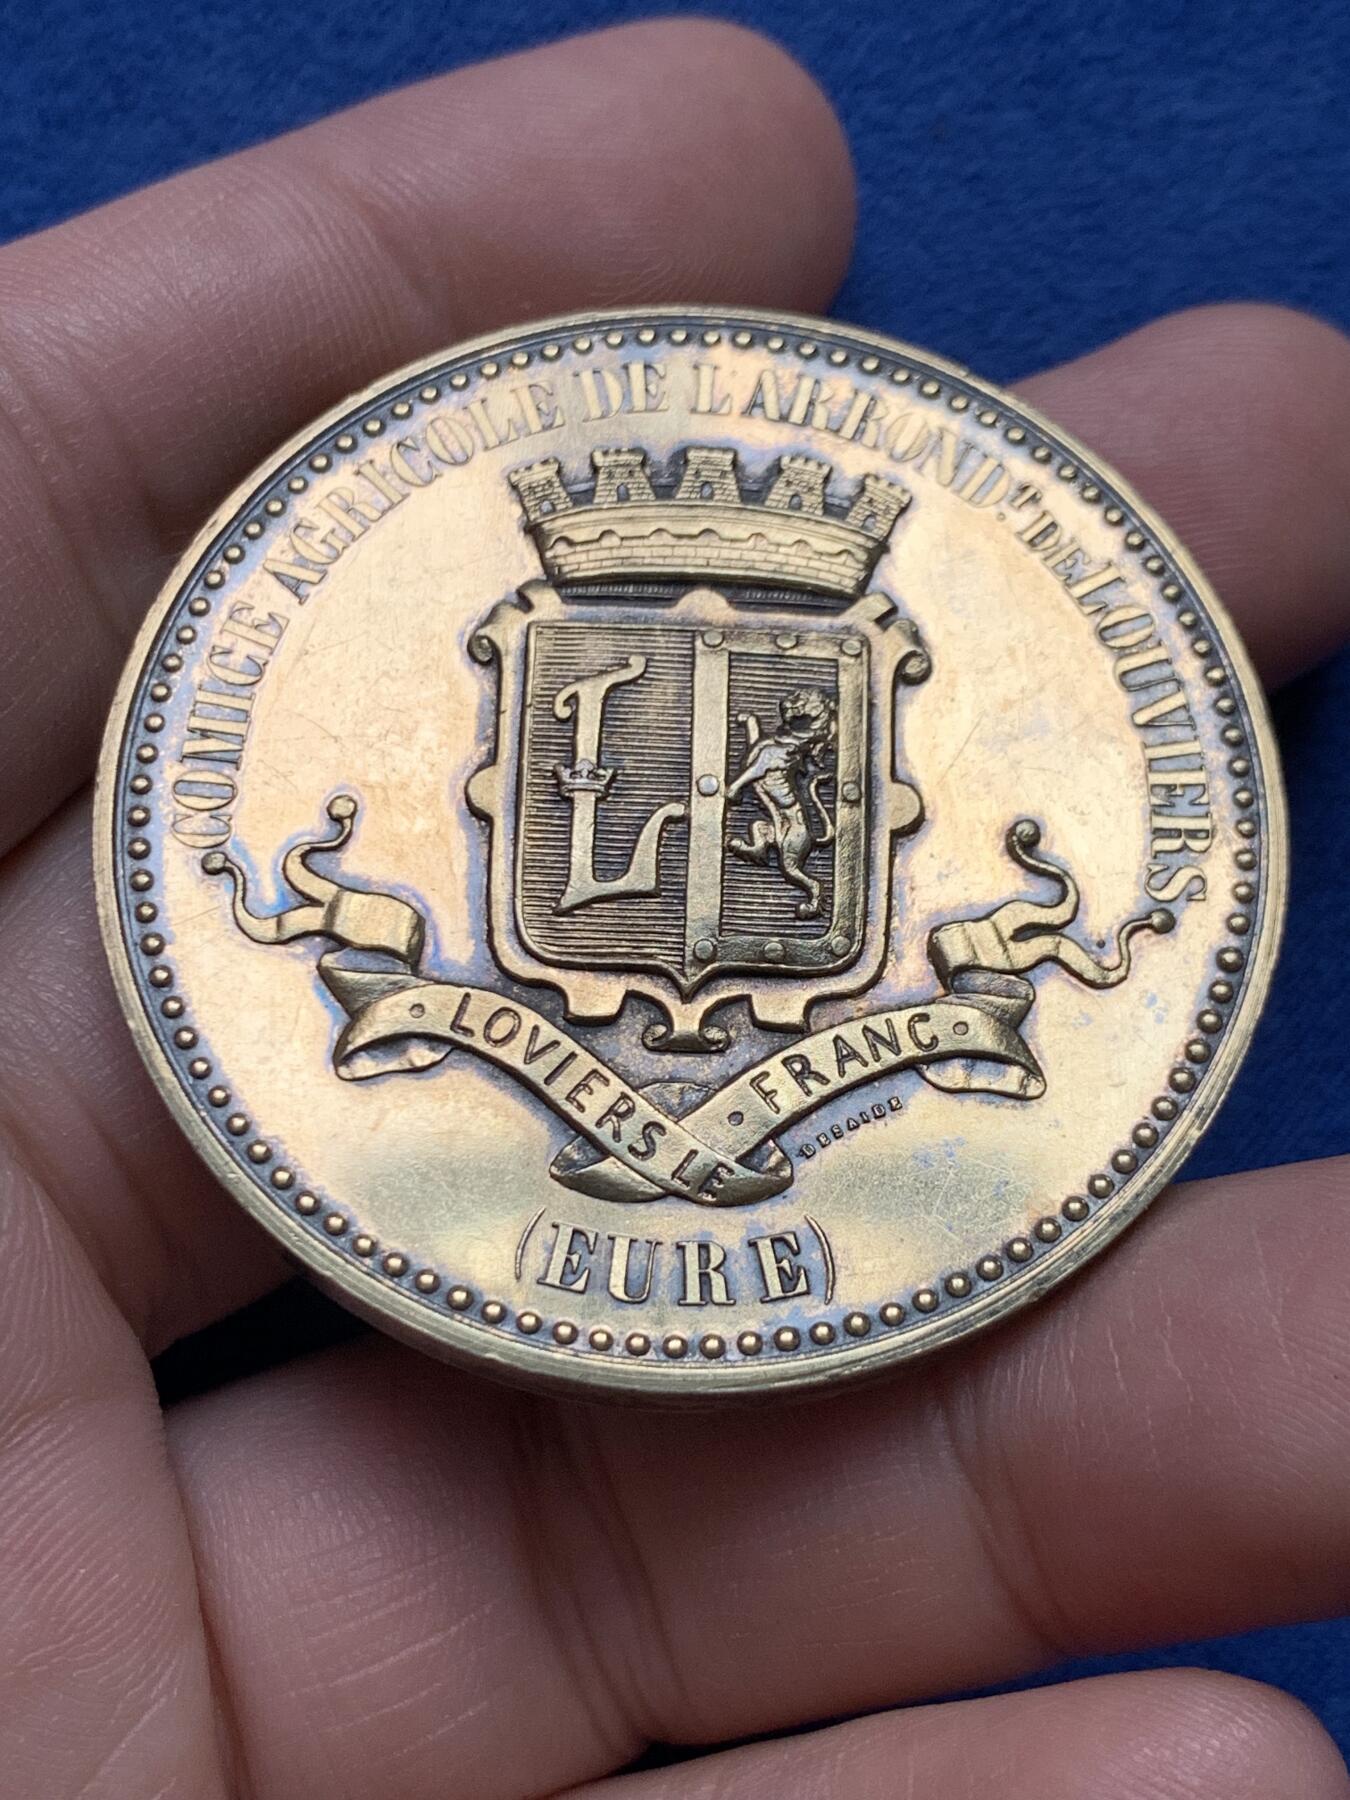 COMICE AGRICOLE DE L'ARROND.T DE LOUVIERS
L
• LOVIERS LE • FRANC •
DESAIDE
(EURE)